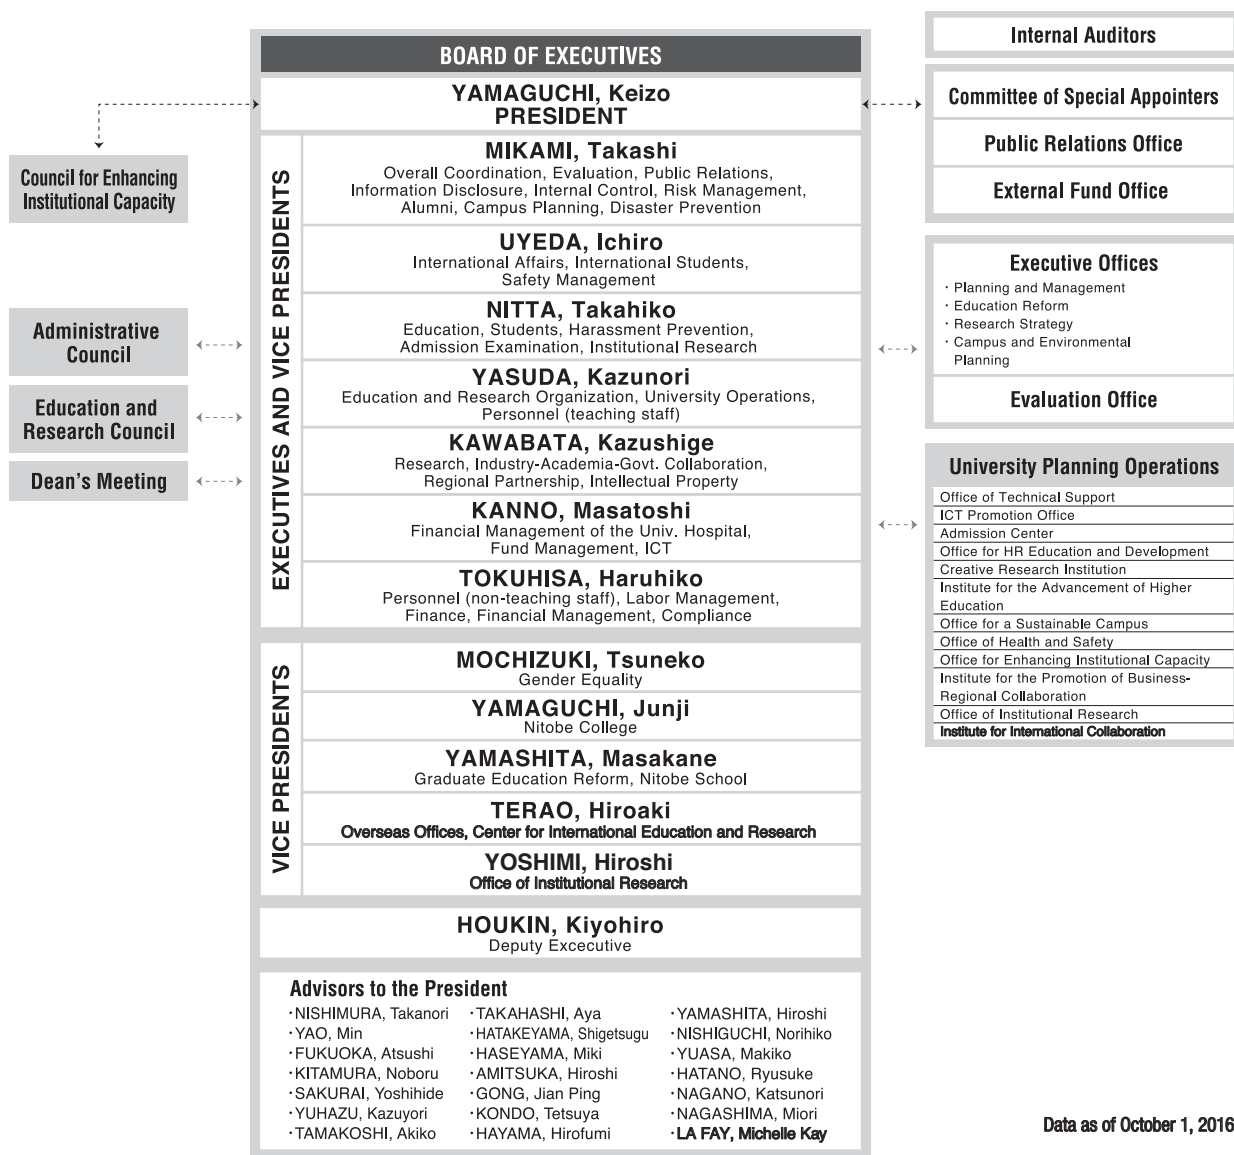 BOARD OF EXECUTIVES
YAMAGUCHI, Keizo
PRESIDENT
EXECUTIVES AND VICE PRESIDENTS
MIKAMI, Takashi
Overall Coordination, Evaluation, Public Relations,
Information Disclosure, Internal Control, Risk Management,
Alumni, Campus Planning, Disaster Prevention
UYEDA, Ichiro
International Affairs, International Students,
Safety Management
NITTA, Takahiko
Education, Students, Harassment Prevention,
Admission Examination, Institutional Research
YASUDA, Kazunori
Education and Research Organization, University Operations,
Personnel (teaching staff)
KAWABATA, Kazushige
Research, Industry-Academia-Govt. Collaboration,
Regional Partnership, Intellectual Property
KANNO, Masatoshi
Financial Management of the Univ. Hospital,
Fund Management, ICT
TOKUHISA, Haruhiko
Personnel (non-teaching staff), Labor Management,
Finance, Financial Management, Compliance
VICE PRESIDENTS
MOCHIZUKI, Tsuneko
Gender Equality
YAMAGUCHI, Junji
Nitobe College
YAMASHITA, Masakane
Graduate Education Reform, Nitobe School
TERAO, Hiroaki
Overseas Offices, Center for International Education and Research
YOSHIMI, Hiroshi
Office of Institutional Research
HOUKIN, Kiyohiro
Deputy Excecutive
Advisors to the President
・NISHIMURA, Takanori
・YAO, Min
・FUKUOKA, Atsushi
・KITAMURA, Noboru
・SAKURAI, Yoshihide
・YUHAZU, Kazuyori
・TAMAKOSHI, Akiko
・TAKAHASHI, Aya
・HATAKEYAMA, Shigetsugu
・HASEYAMA, Miki
・AMITSUKA, Hiroshi
・GONG, Jian Ping
・KONDO, Tetsuya
・HAYAMA, Hirofumi
・YAMASHITA, Hiroshi
・NISHIGUCHI, Norihiko
・YUASA, Makiko
・HATANO, Ryusuke
・NAGANO, Katsunori
・NAGASHIMA, Miori
・LA FAY, Michelle Kay
Council for Enhancing
Institutional Capacity
Administrative
Council
Education and
Research Council
Dean's Meeting
Internal Auditors
Committee of Special Appointers
Public Relations Office
External Fund Office
Executive Offices
・Planning and Management
・Education Reform
・Research Strategy
・Campus and Environmental
Planning
Evaluation Office
University Planning Operations
Office of Technical Support
ICT Promotion Office
Admission Center
Office for HR Education and Development
Creative Research Institution
Institute for the Advancement of Higher
Education
Office for a Sustainable Campus
Office of Health and Safety
Office for Enhancing Institutional Capacity
Institute for the Promotion of Business-
Regional Collaboration
Office of Institutional Research
Institute for International Collaboration
Data as of October 1, 2016